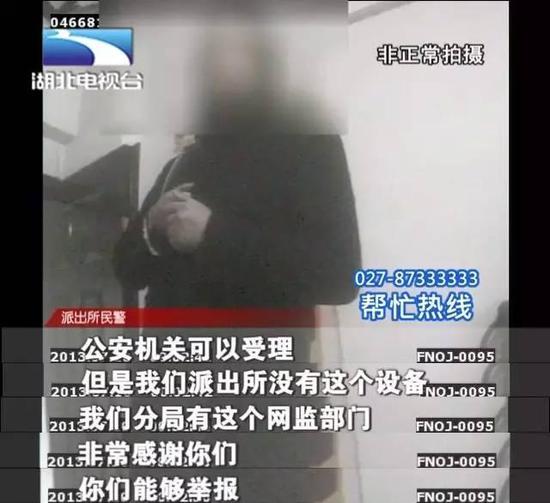 04668
湖北电视台
非正常拍摄
027-87333333
帮忙热线
派出所民警
公安机关可以受理
FNOJ-0095
但是我们派出所没有这个设备
FNOJ-0095
我们分局有这个网监部门
FNOJ-0095
非常感谢你们
FNOJ-0095
你们能够举报
FNOJ-0095